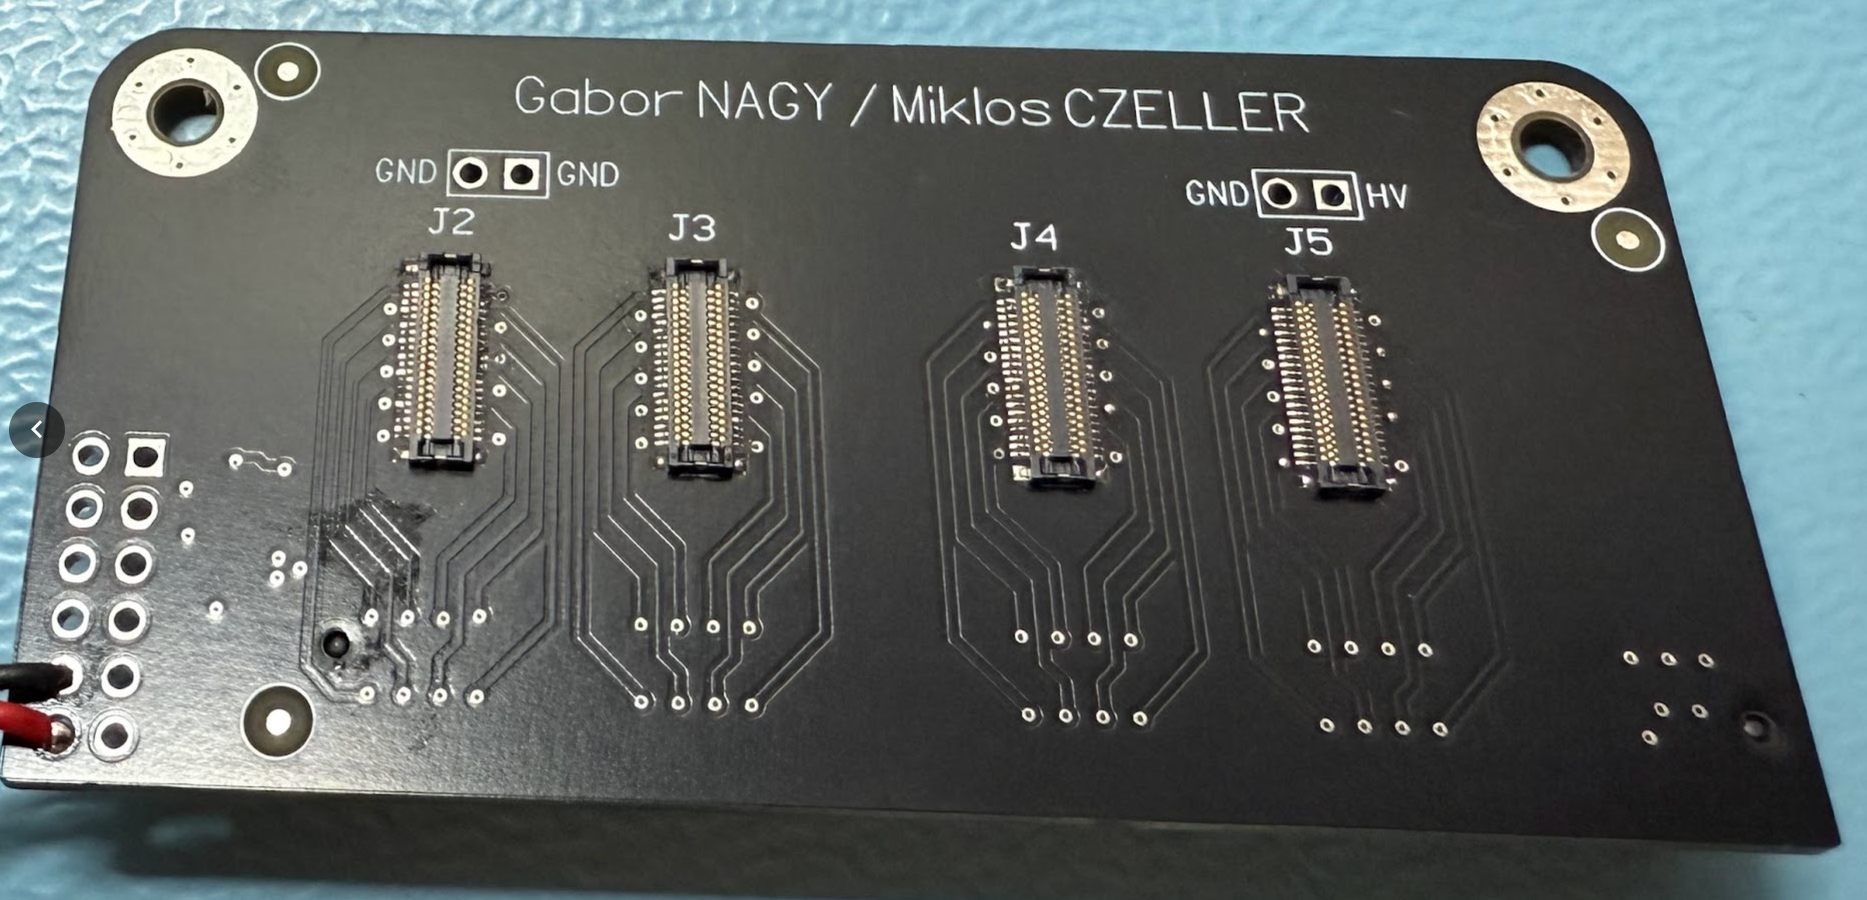 Gabor NAGY / Miklos CZELLER
GND GND
GND HV
J2 J3 J4 J5